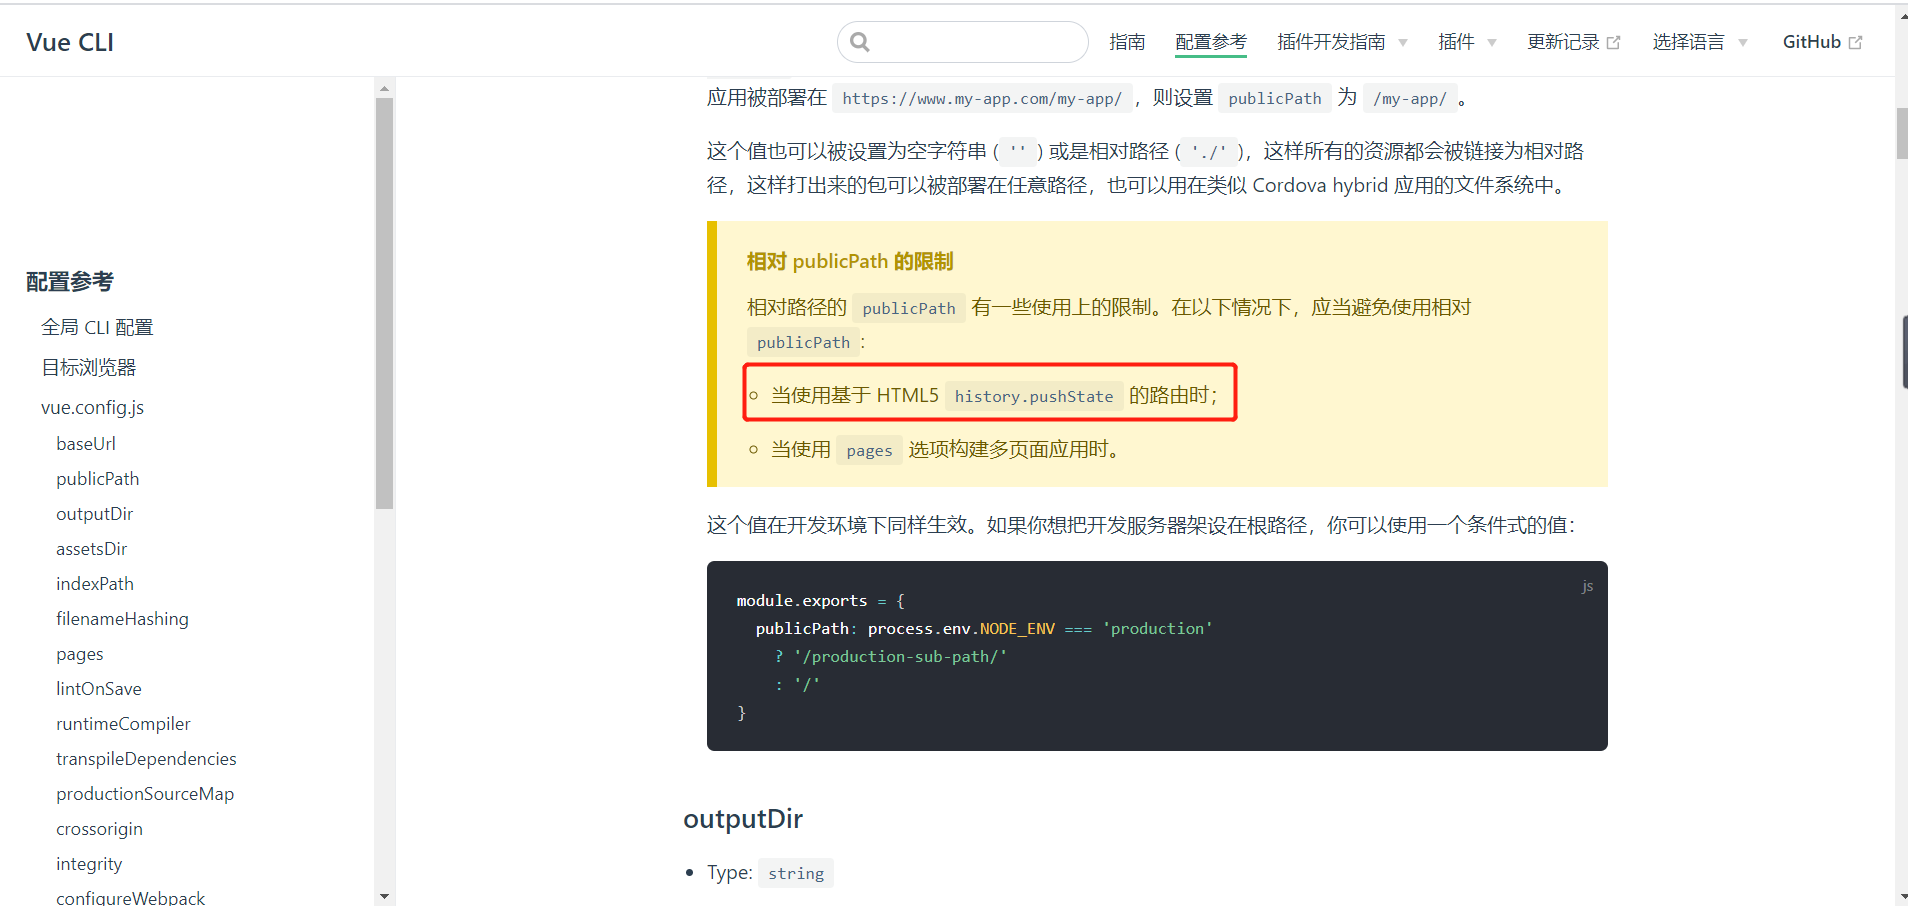 Vue CLI
指南
配置参考
插件开发指南
插件
更新记录
选择语言
GitHub
配置参考
全局 CLI 配置
目标浏览器
vue.config.js
baseUrl
publicPath
outputDir
assetsDir
indexPath
filenameHashing
pages
lintOnSave
runtimeCompiler
transpileDependencies
productionSourceMap
crossorigin
integrity
configureWebpack
应用被部署在 https://www.my-app.com/my-app/ ，则设置 publicPath 为 /my-app/ 。
这个值也可以被设置为空字符串 ( '' ) 或是相对路径 ( './' )，这样所有的资源都会被链接为相对路
径，这样打出来的包可以被部署在任意路径，也可以用在类似 Cordova hybrid 应用的文件系统中。
相对 publicPath 的限制
相对路径的 publicPath 有一些使用上的限制。在以下情况下，应当避免使用相对
publicPath :
当使用基于 HTML5 history.pushState 的路由时；
当使用 pages 选项构建多页面应用时。
这个值在开发环境下同样生效。如果你想把开发服务器架设在根路径，你可以使用一个条件式的值：
js
module.exports = {
publicPath: process.env.NODE_ENV === 'production'
? '/production-sub-path/'
: '/'
}
outputDir
Type: string